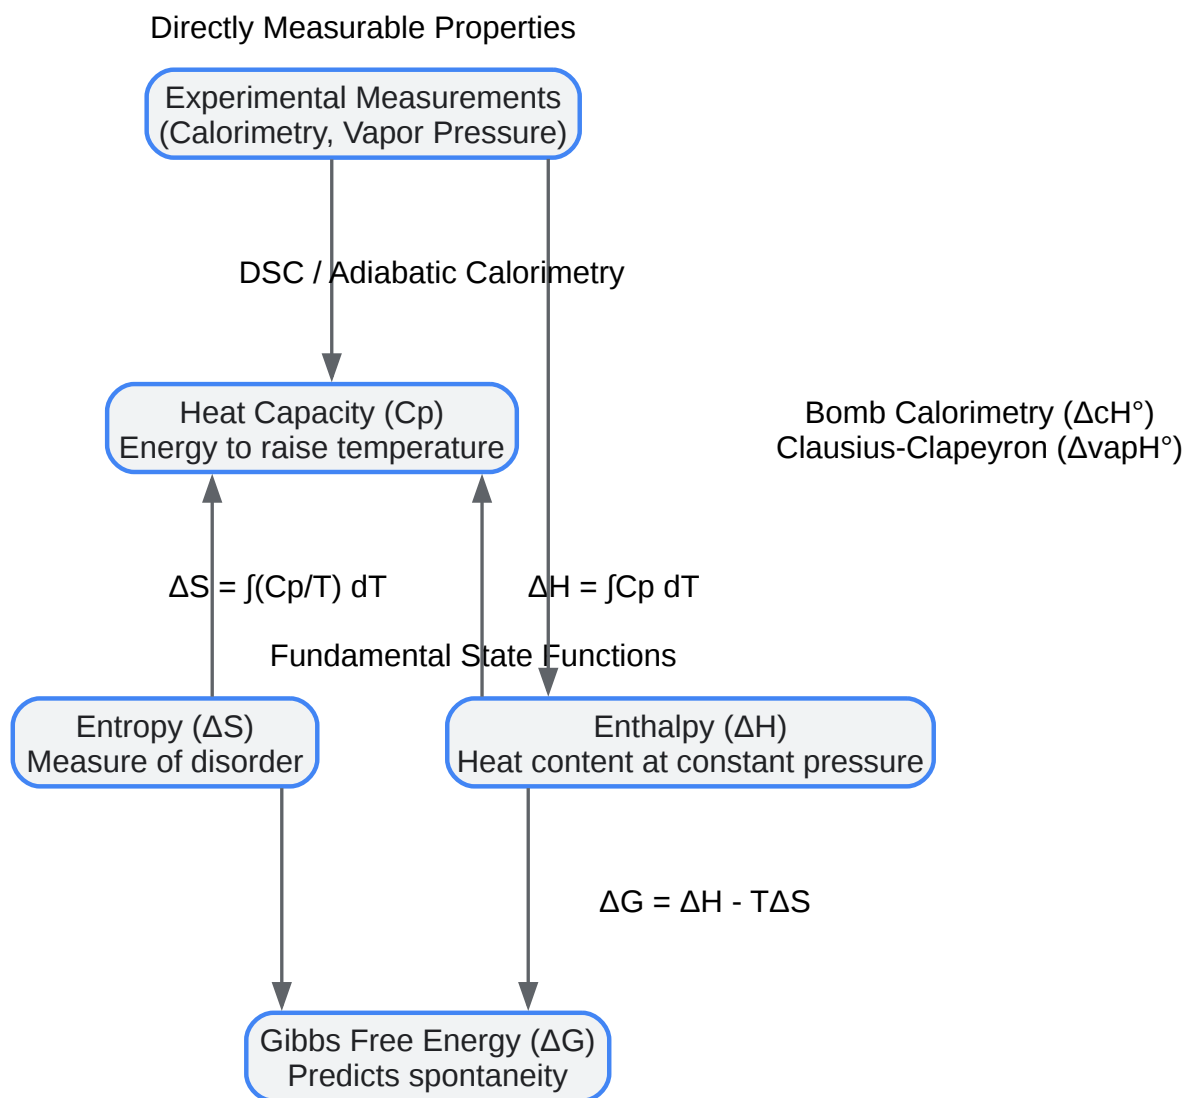 Directly Measurable Properties
Experimental Measurements
(Calorimetry, Vapor Pressure)
DSC / Adiabatic Calorimetry
Heat Capacity (Cp)
Energy to raise temperature
Bomb Calorimetry (ΔcH°)
Clausius-Clapeyron (ΔvapH°)
ΔS = ∫(Cp/T) dT
ΔH = ∫Cp dT
Fundamental State Functions
Entropy (ΔS)
Measure of disorder
Enthalpy (ΔH)
Heat content at constant pressure
ΔG = ΔH - TΔS
Gibbs Free Energy (ΔG)
Predicts spontaneity